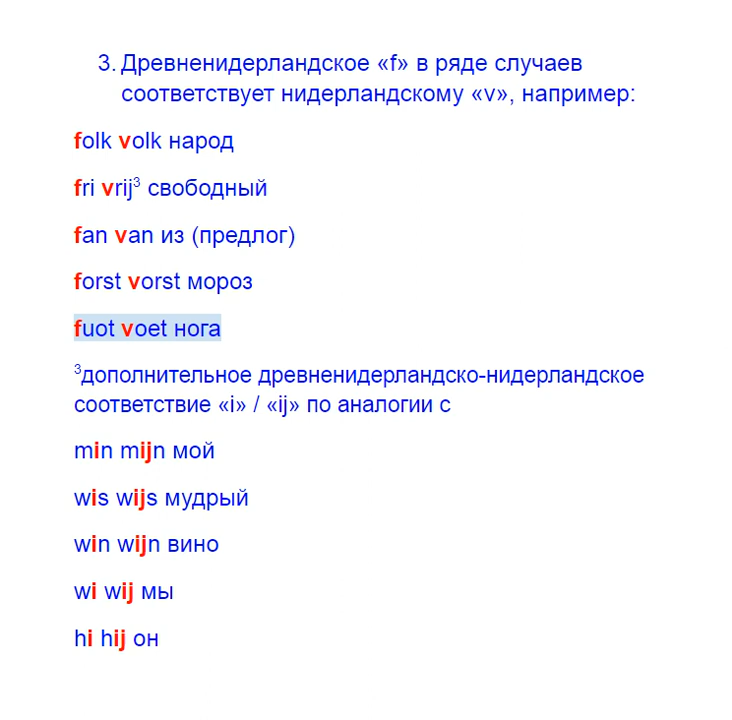 3. Древненидерландское «f» в ряде случаев
соответствует нидерландскому «v», например:
folk volk народ
fri vrij³ свободный
fan van из (предлог)
forst vorst мороз
fuot voet нога
³дополнительное древненидерландско-нидерландское
соответствие «i» / «ij» по аналогии с
min mijn мой
wis wijs мудрый
win wijn вино
wi wij мы
hi hij он